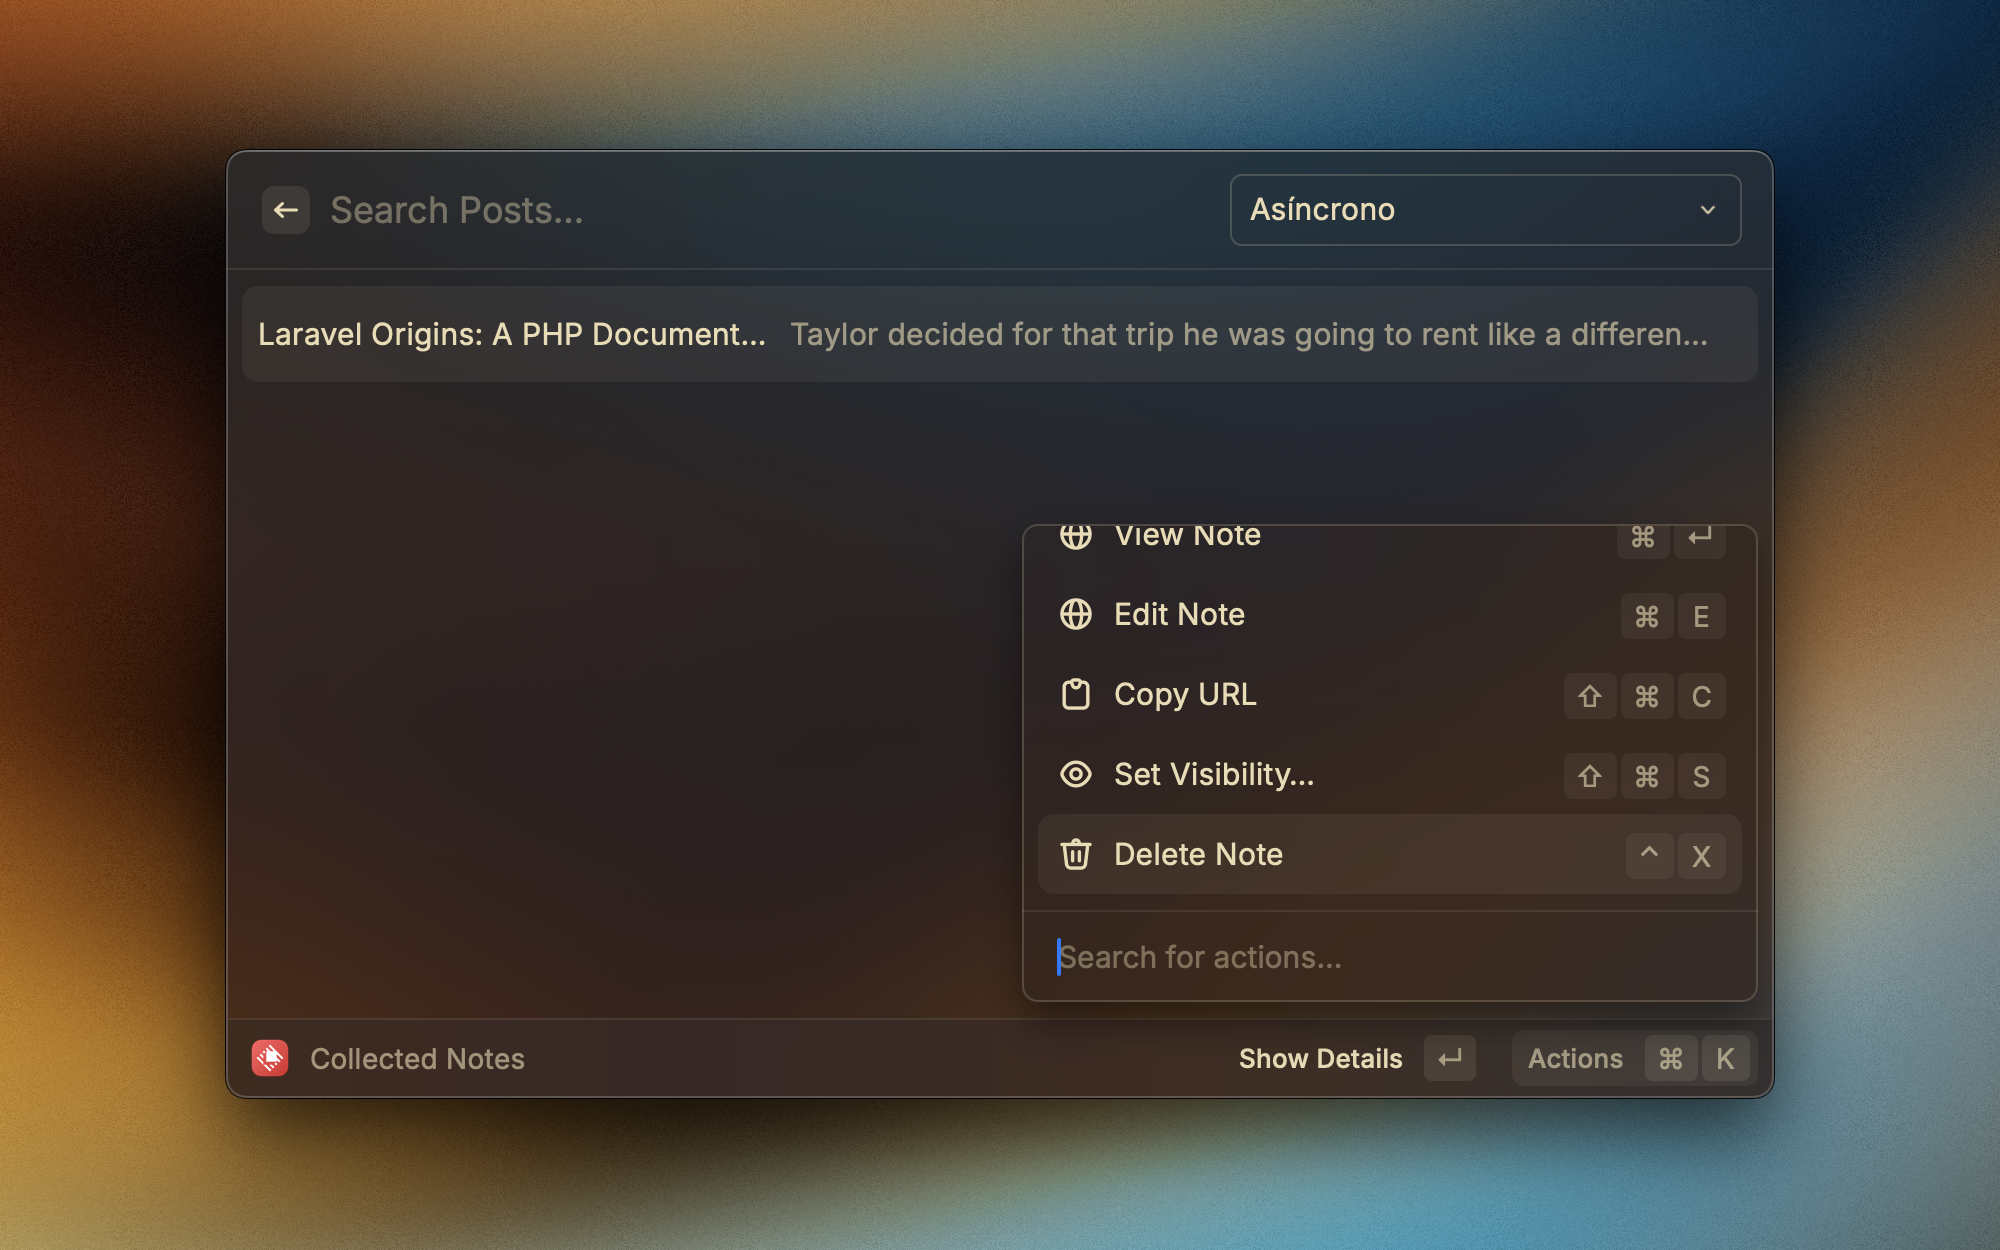 Search Posts...
Asíncrono
Laravel Origins: A PHP Document... Taylor decided for that trip he was going to rent like a differen...
View Note ⌘ ↵
Edit Note ⌘ E
Copy URL ⇧ ⌘ C
Set Visibility... ⇧ ⌘ S
Delete Note ^ X
Search for actions...
Collected Notes
Show Details ↵
Actions ⌘ K